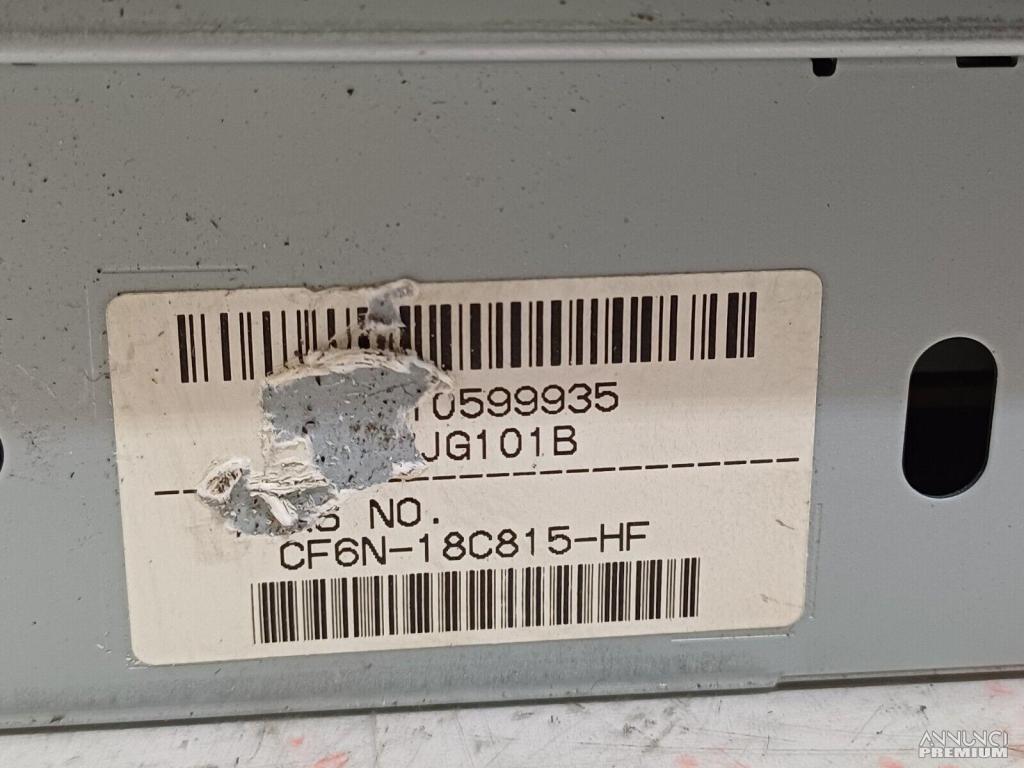 10599935
JG101B
NO.
CF6N-18C815-HF
ANNUNCI
PREMIUM